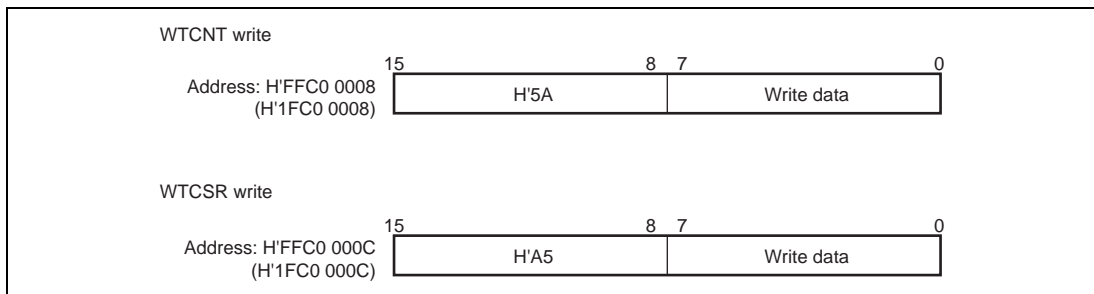 WTCNT write
15 8 7 0
Address: H'FFC0 0008
(H'1FC0 0008)
H'5A Write data
WTCSR write
15 8 7 0
Address: H'FFC0 000C
(H'1FC0 000C)
H'A5 Write data